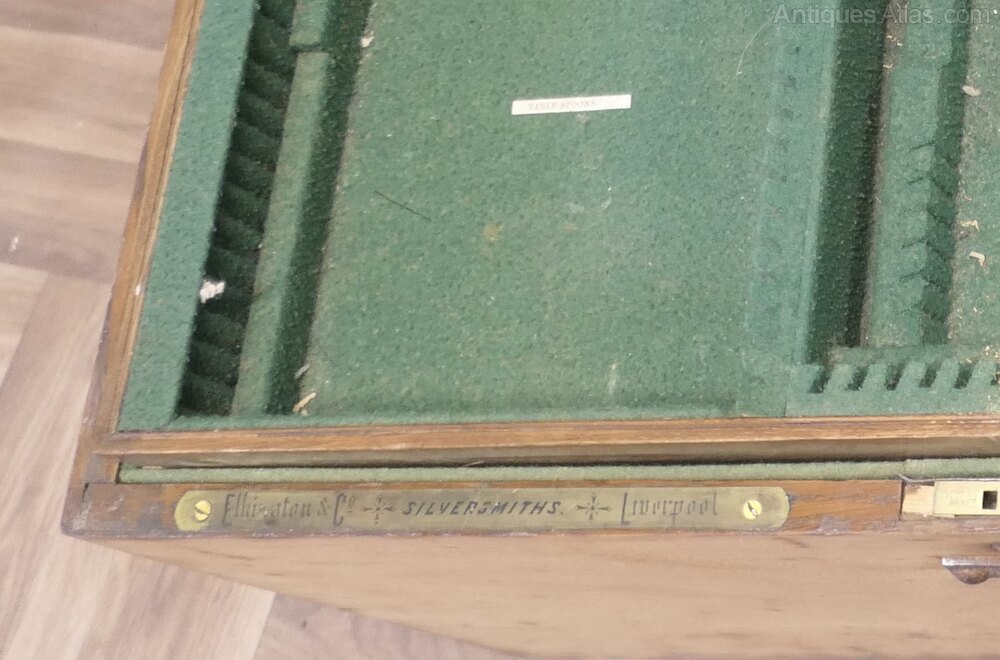 AntiquesAtlas.com
TABLE SPOONS
Elkington & Co SILVERSMITHS. Liverpool